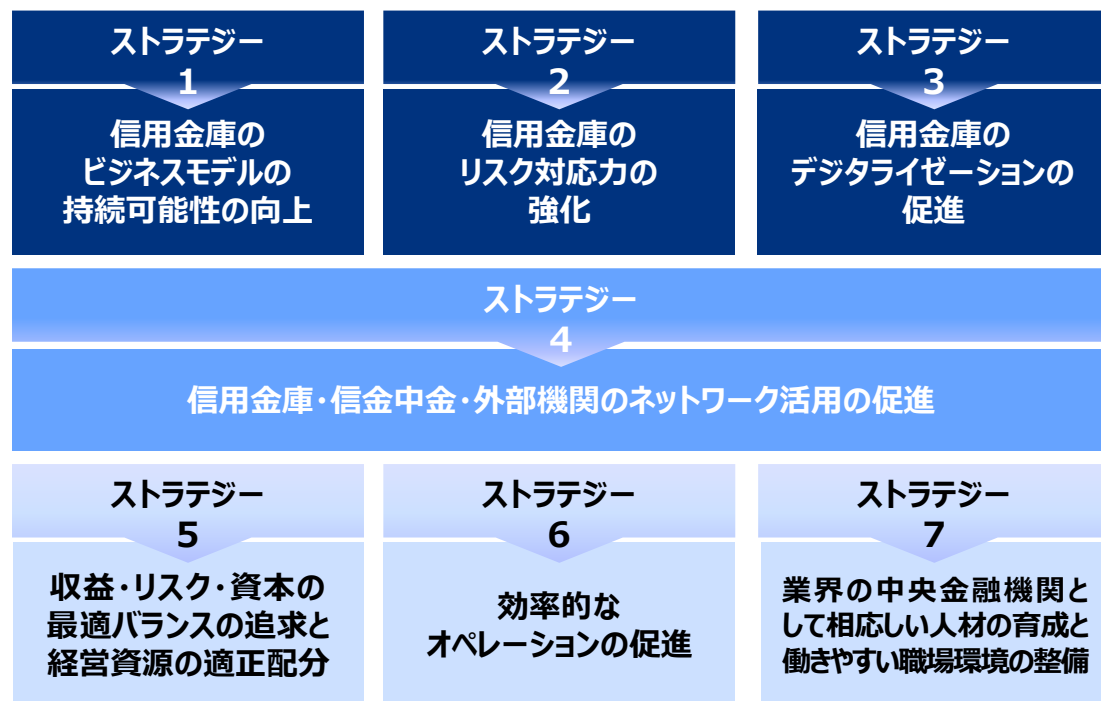 ストラテジー
1
信用金庫の
ビジネスモデルの
持続可能性の向上
ストラテジー
2
信用金庫の
リスク対応力の
強化
ストラテジー
3
信用金庫の
デジタライゼーションの
促進
ストラテジー
4
信用金庫・信金中金・外部機関のネットワーク活用の促進
ストラテジー
5
収益・リスク・資本の
最適バランスの追求と
経営資源の適正配分
ストラテジー
6
効率的な
オペレーションの促進
ストラテジー
7
業界の中央金融機関と
して相応しい人材の育成と
働きやすい職場環境の整備